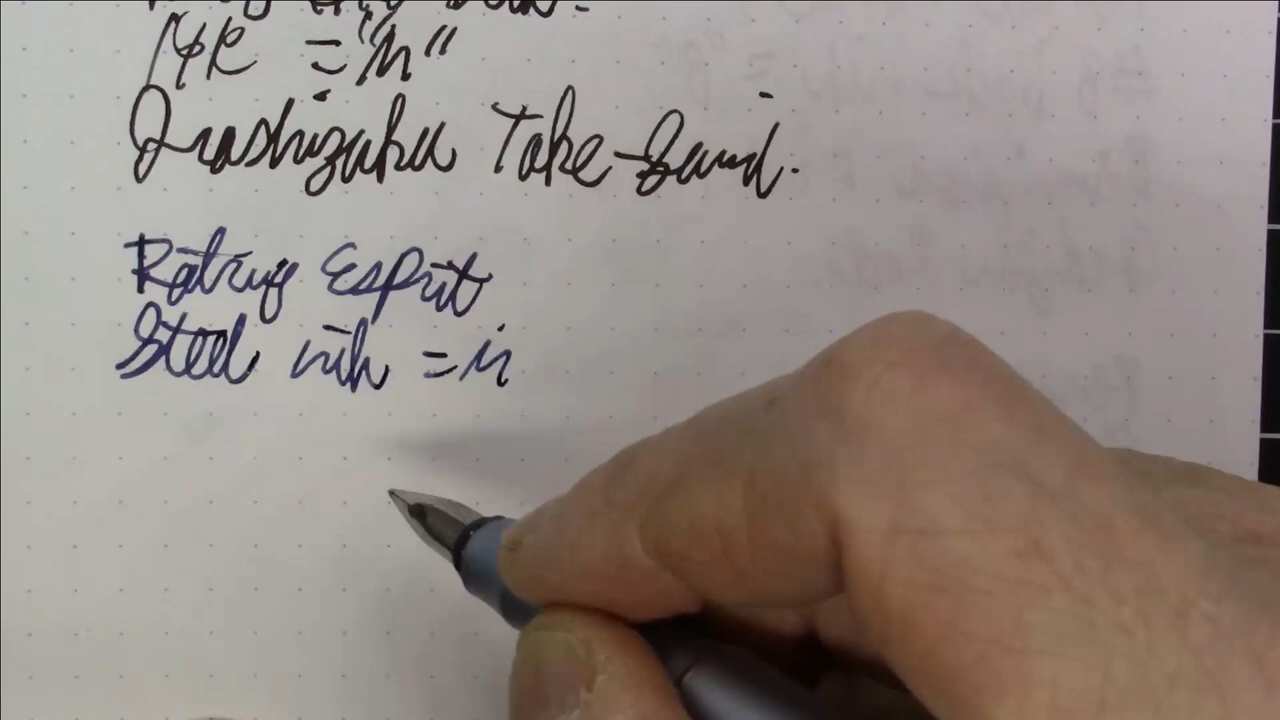 14K = "M"
Iroshizuku Take-Sumi.
Rotring Esprit
Steel nib = M